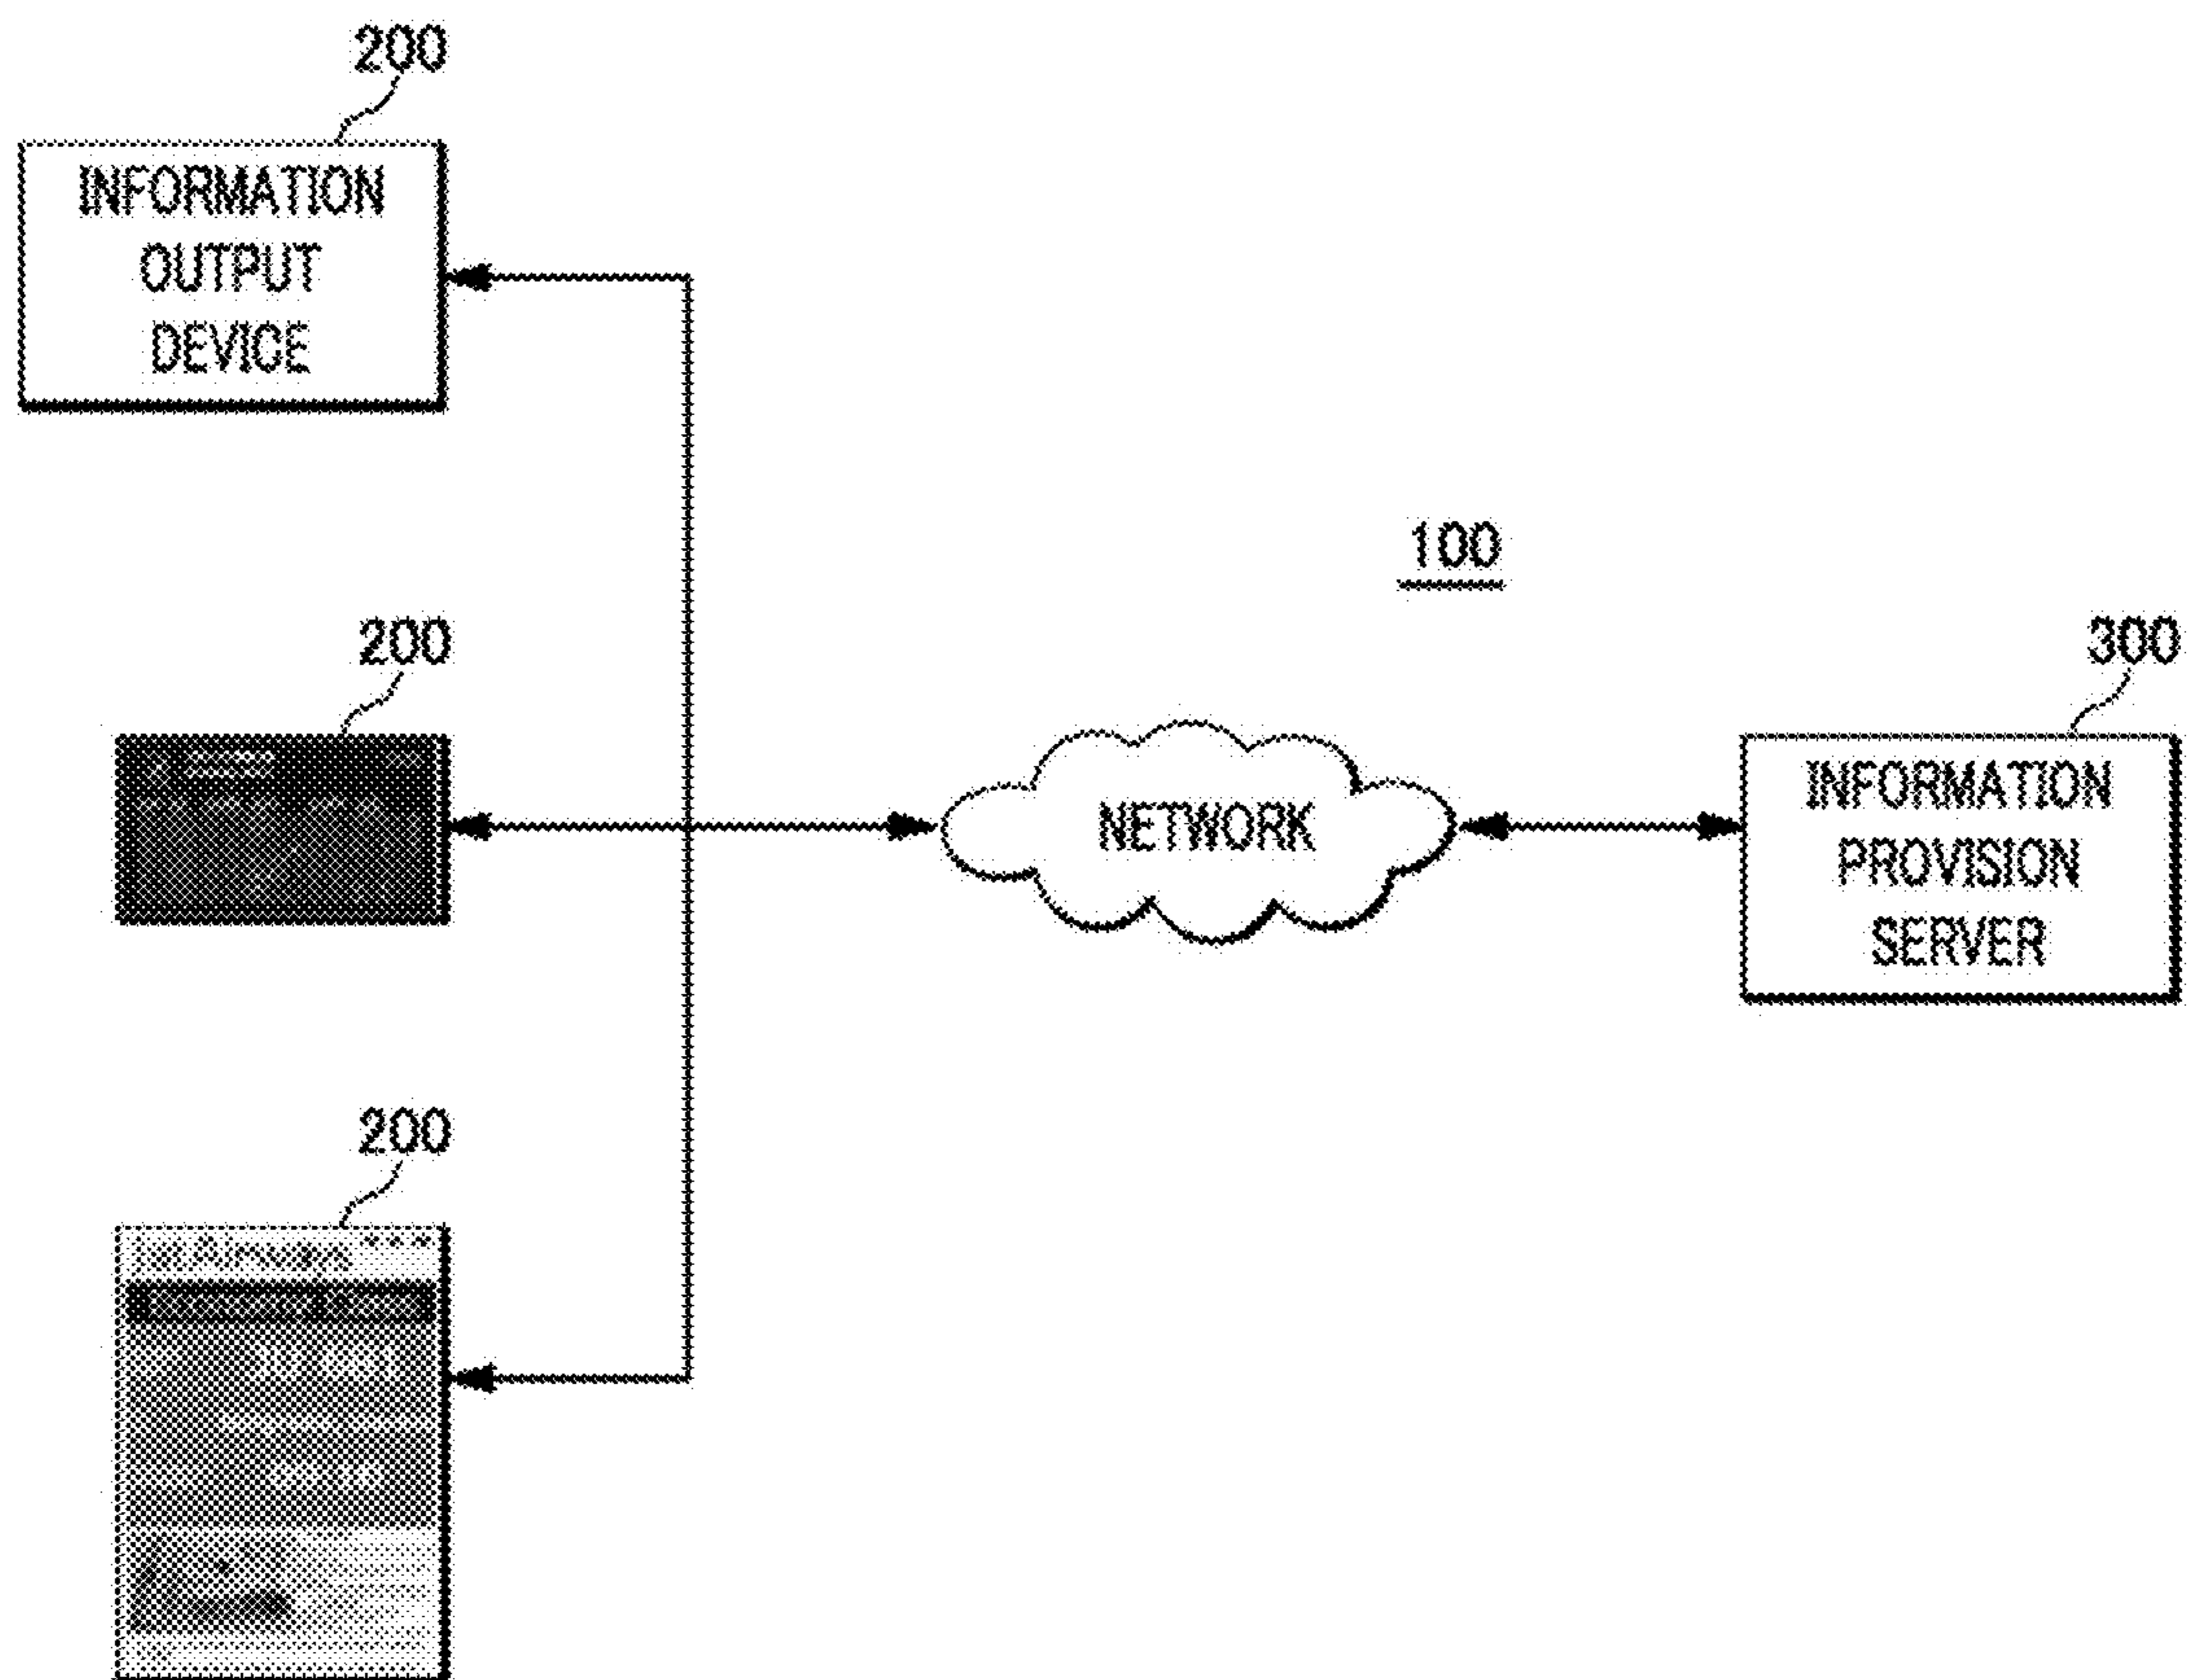 200
INFORMATION
OUTPUT
DEVICE
100
200
300
NETWORK
INFORMATION
PROVISION
SERVER
200